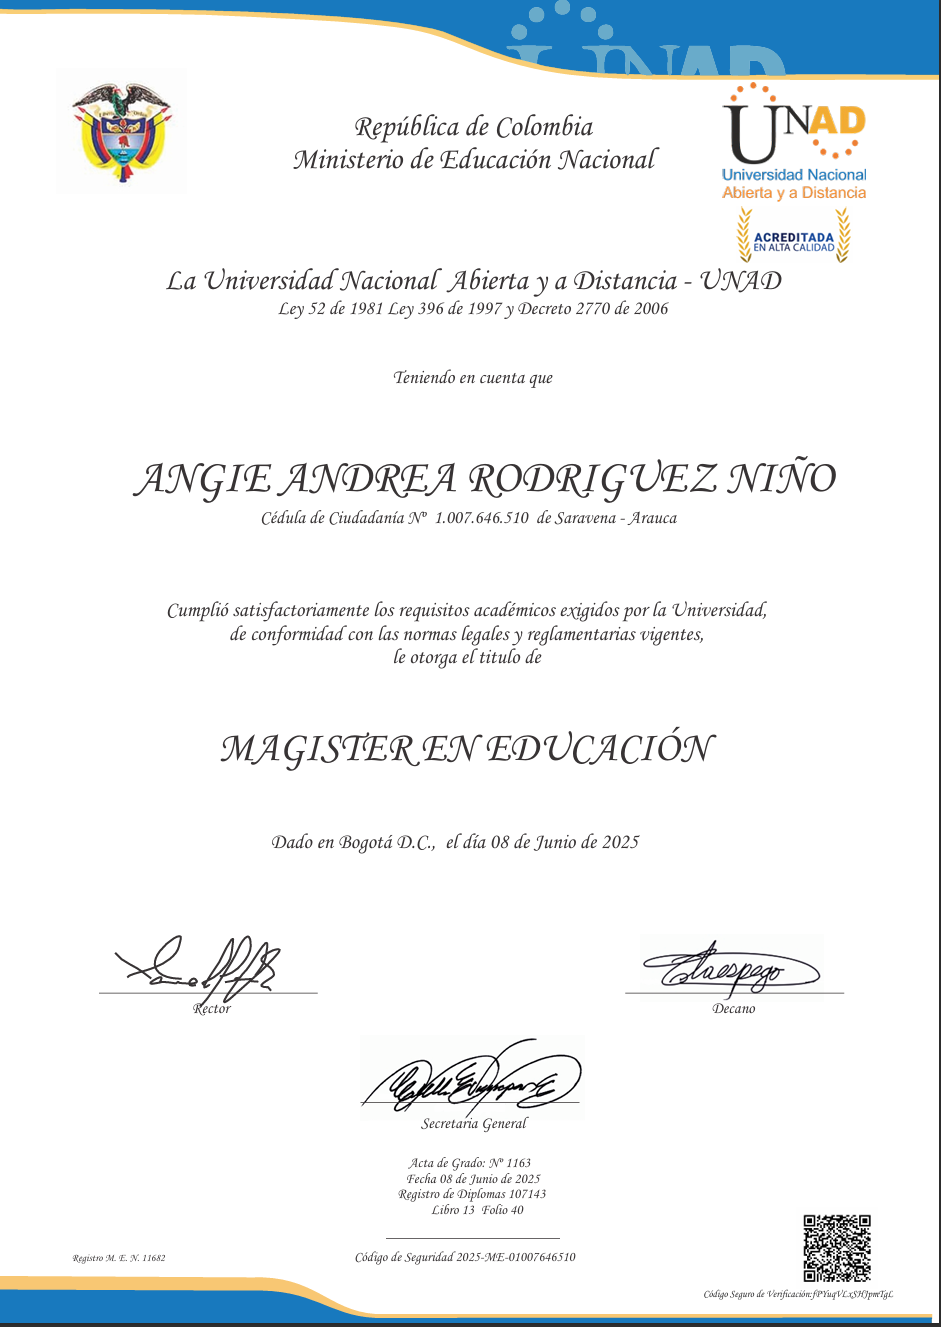 UNAD
República de Colombia
Ministerio de Educación Nacional
UNAD
Universidad Nacional
Abierta y a Distancia
ACREDITADA
EN ALTA CALIDAD
La Universidad Nacional Abierta y a Distancia - UNAD
Ley 52 de 1981 Ley 396 de 1997 y Decreto 2770 de 2006
Teniendo en cuenta que
ANGIE ANDREA RODRIGUEZ NIÑO
Cédula de Ciudadanía Nº 1.007.646.510 de Saravena - Arauca
Cumplió satisfactoriamente los requisitos académicos exigidos por la Universidad,
de conformidad con las normas legales y reglamentarias vigentes,
le otorga el titulo de
MAGISTER EN EDUCACIÓN
Dado en Bogotá D.C., el día 08 de Junio de 2025
Rector
Decano
Secretaria General
Acta de Grado: Nº 1163
Fecha 08 de Junio de 2025
Registro de Diplomas 107143
Libro 13 Folio 40
Registro M. E. N. 11682
Código de Seguridad 2025-ME-01007646510
Código Seguro de Verificación:fPYuqVLxSHJpmTgL